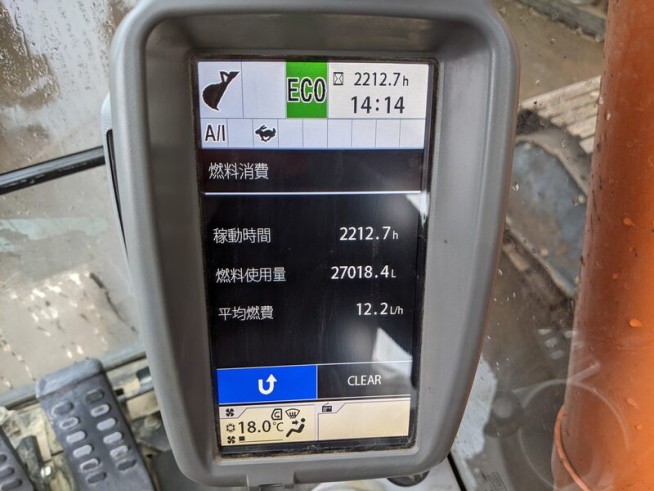 ECO
2212.7h
14:14
A/I
燃料消費
稼動時間 2212.7h
燃料使用量 27018.4L
平均燃費 12.2L/h
CLEAR
18.0℃